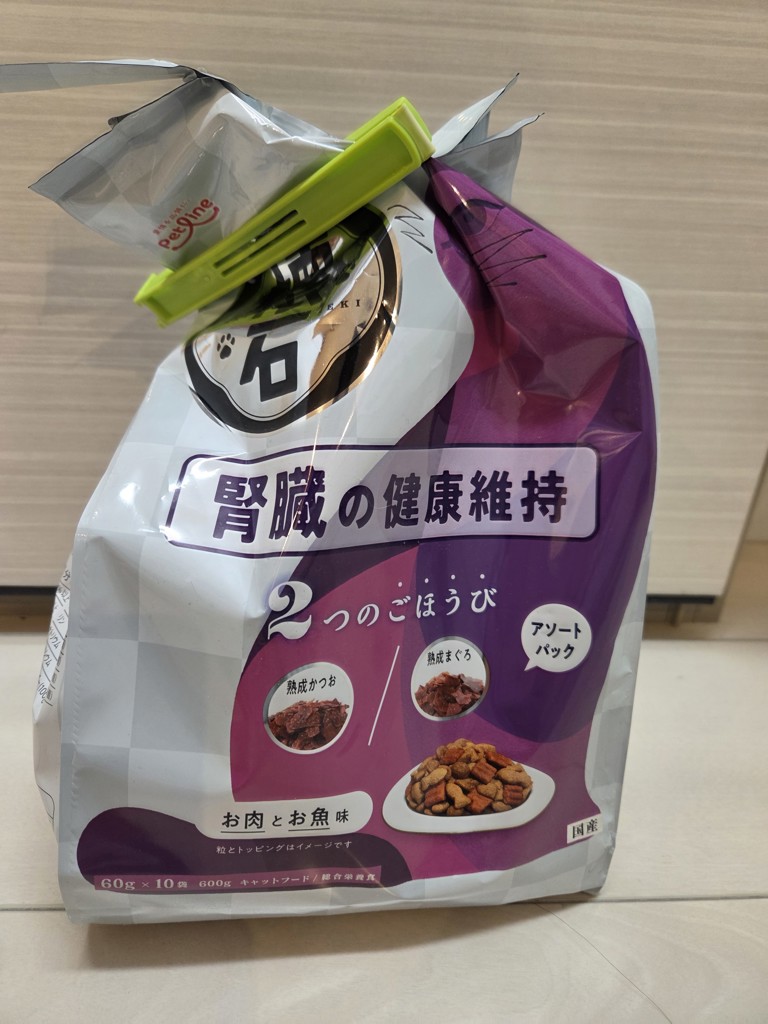 petline
石
腎臓の健康維持
2つのごほうび
アソート
パック
熟成かつお
熟成まぐろ
お肉とお魚味
粒とトッピングはイメージです
国産
60g×10袋 600g キャットフード/総合栄養食